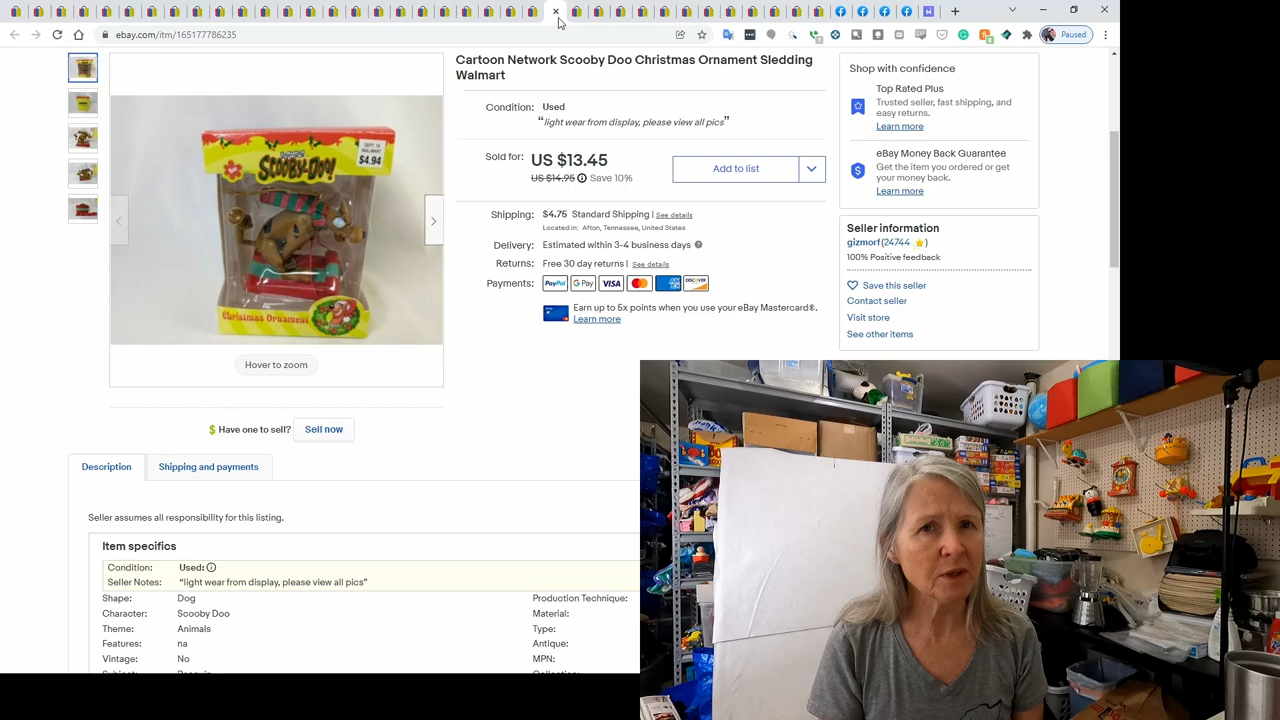 Paused
ebay.com/itm/165177786235
Cartoon Network Scooby Doo Christmas Ornament Sledding
Walmart
Condition: Used
“light wear from display, please view all pics”
Sold for: US $13.45
US $14.95 Save 10%
Add to list
Shipping: $4.75 Standard Shipping | See details
Located in: Afton, Tennessee, United States
Delivery: Estimated within 3-4 business days
Returns: Free 30 day returns | See details
Payments: PayPal G Pay VISA DISCOVER
Earn up to 5x points when you use your eBay Mastercard®.
Learn more
Shop with confidence
Top Rated Plus
Trusted seller, fast shipping, and
easy returns.
Learn more
eBay Money Back Guarantee
Get the item you ordered or get
your money back.
Learn more
Seller information
gizmorf (24744)
100% Positive feedback
Save this seller
Contact seller
Visit store
See other items
WALMART
$4.94
SCOOBY-DOO!
Christmas Ornament
Hover to zoom
$ Have one to sell? Sell now
Description
Shipping and payments
Seller assumes all responsibility for this listing.
Item specifics
Condition: Used:
Seller Notes: “light wear from display, please view all pics”
Shape: Dog
Production Technique:
Character: Scooby Doo
Material:
Theme: Animals
Type:
Features: na
Antique:
Vintage: No
MPN: